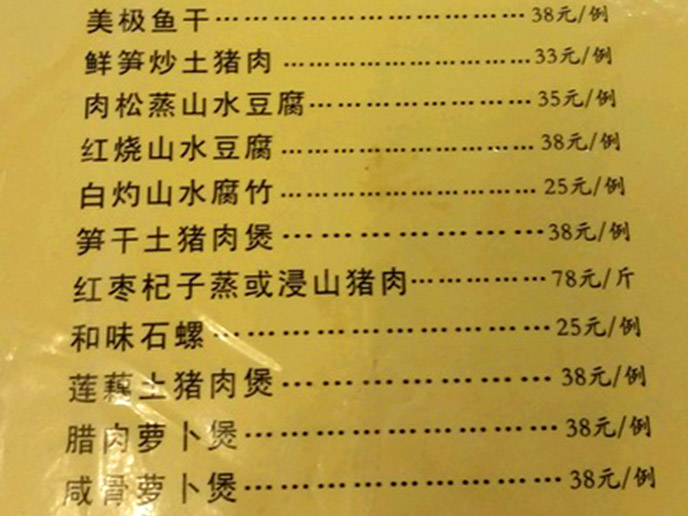 美极鱼干………………………38元/例
鲜笋炒土猪肉………………………33元/例
肉松蒸山水豆腐………………………35元/例
红烧山水豆腐………………………38元/例
白灼山水腐竹………………………25元/例
笋干土猪肉煲………………………38元/例
红枣杞子蒸或浸山猪肉……………78元/斤
和味石螺………………………………25元/例
莲藕土猪肉煲………………………38元/例
腊肉萝卜煲…………………………38元/例
咸骨萝卜煲…………………………38元/例